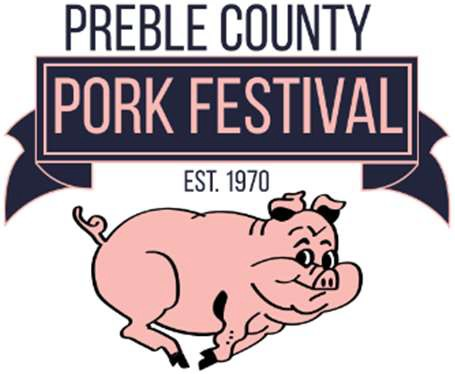 PREBLE COUNTY
PORK FESTIVAL
EST. 1970